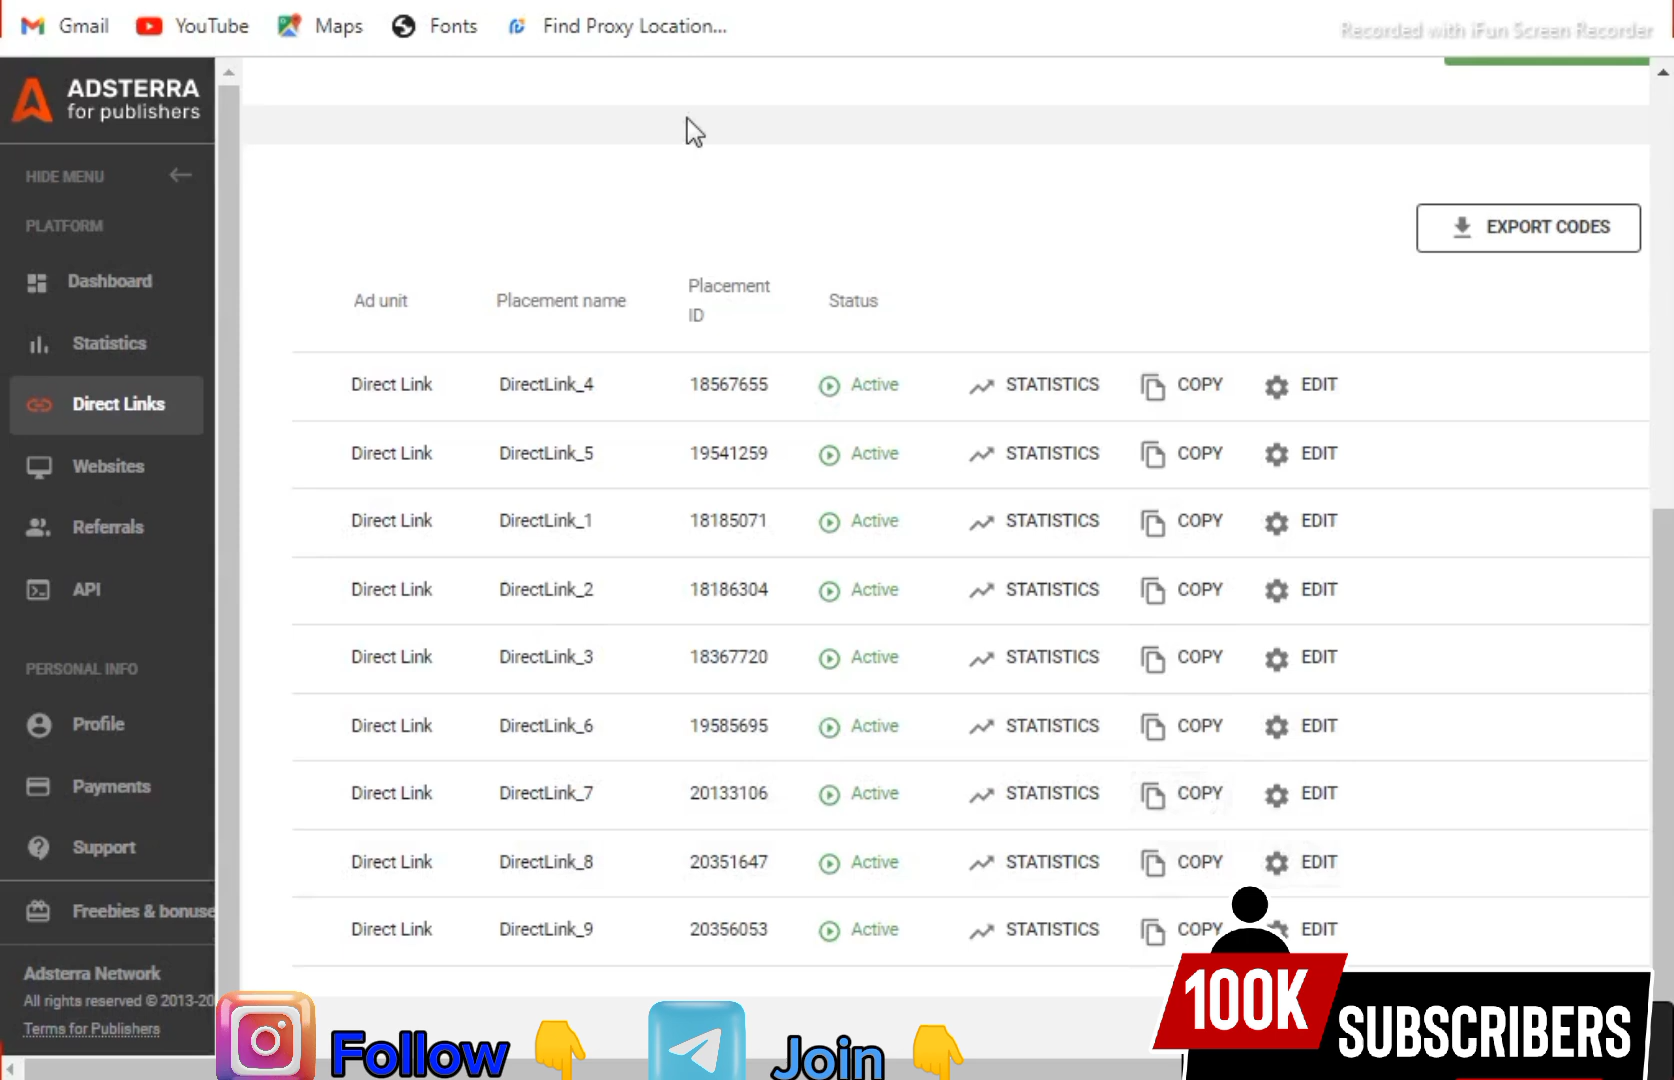 Gmail YouTube Maps Fonts Find Proxy Location...
Recorded with iFun Screen Recorder
ADSTERRA
for publishers
HIDE MENU
PLATFORM
Dashboard
Statistics
Direct Links
Websites
Referrals
API
PERSONAL INFO
Profile
Payments
Support
Freebies & bonuse
Adsterra Network
All rights reserved © 2013-20
Terms for Publishers
EXPORT CODES
Ad unit Placement name Placement ID Status
Direct Link DirectLink_4 18567655 Active STATISTICS COPY EDIT
Direct Link DirectLink_5 19541259 Active STATISTICS COPY EDIT
Direct Link DirectLink_1 18185071 Active STATISTICS COPY EDIT
Direct Link DirectLink_2 18186304 Active STATISTICS COPY EDIT
Direct Link DirectLink_3 18367720 Active STATISTICS COPY EDIT
Direct Link DirectLink_6 19585695 Active STATISTICS COPY EDIT
Direct Link DirectLink_7 20133106 Active STATISTICS COPY EDIT
Direct Link DirectLink_8 20351647 Active STATISTICS COPY EDIT
Direct Link DirectLink_9 20356053 Active STATISTICS COPY EDIT
Follow Join
100K SUBSCRIBERS